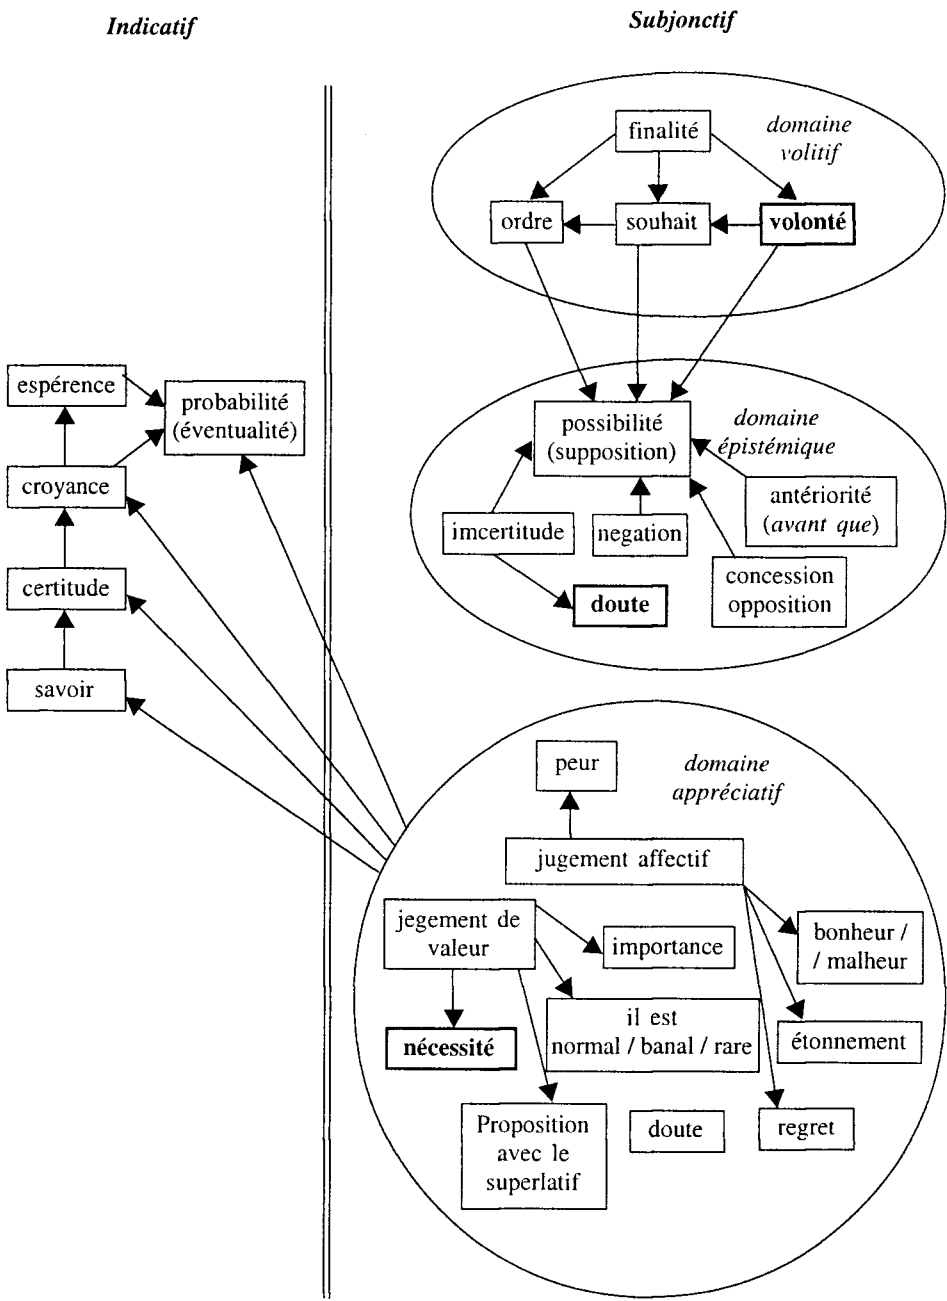 Indicatif
Subjonctif
finalité
domaine
volitif
ordre
souhait
volonté
espérence
probabilité
(éventualité)
croyance
certitude
savoir
possibilité
(supposition)
domaine
épistémique
antériorité
(avant que)
imcertitude
negation
concession
opposition
doute
peur
domaine
appréciatif
jugement affectif
jegement de
valeur
importance
bonheur /
/ malheur
il est
normal / banal / rare
étonnement
nécessité
Proposition
avec le
superlatif
doute
regret